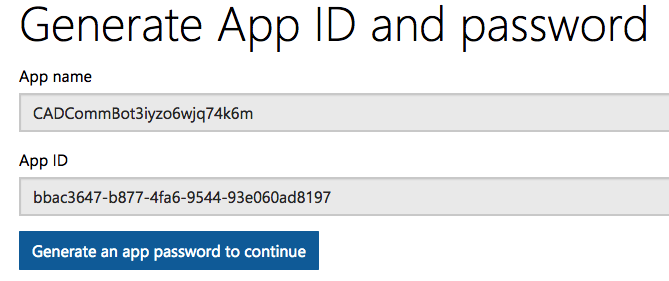 Generate App ID and password
App name
CADCommBot3iyzo6wjq74k6m
App ID
bbac3647-b877-4fa6-9544-93e060ad8197
Generate an app password to continue